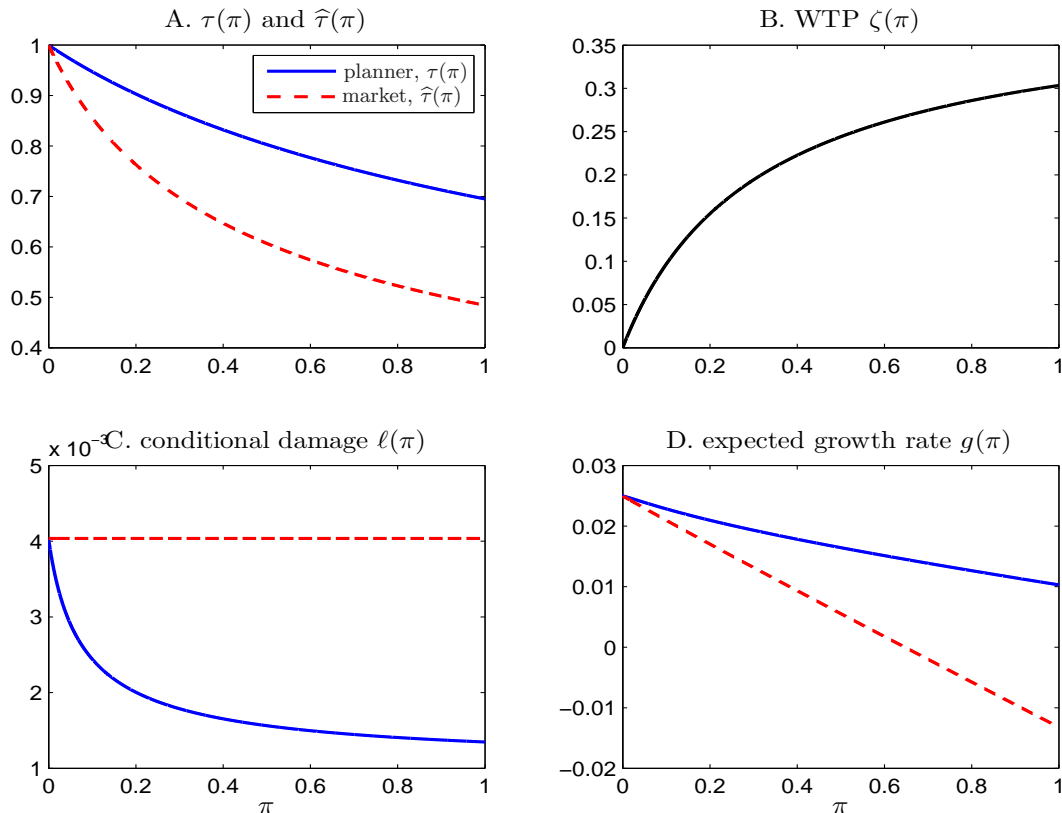 A. τ(π) and τ̂(π)
1
0.9
0.8
0.7
0.6
0.5
0.4
0 0.2 0.4 0.6 0.8 1
planner, τ(π)
market, τ̂(π)
B. WTP ζ(π)
0.35
0.3
0.25
0.2
0.15
0.1
0.05
0
0 0.2 0.4 0.6 0.8 1
x 10⁻³
C. conditional damage ℓ(π)
5
4
3
2
1
0 0.2 0.4 0.6 0.8 1
π
D. expected growth rate g(π)
0.03
0.02
0.01
0
−0.01
−0.02
0 0.2 0.4 0.6 0.8 1
π